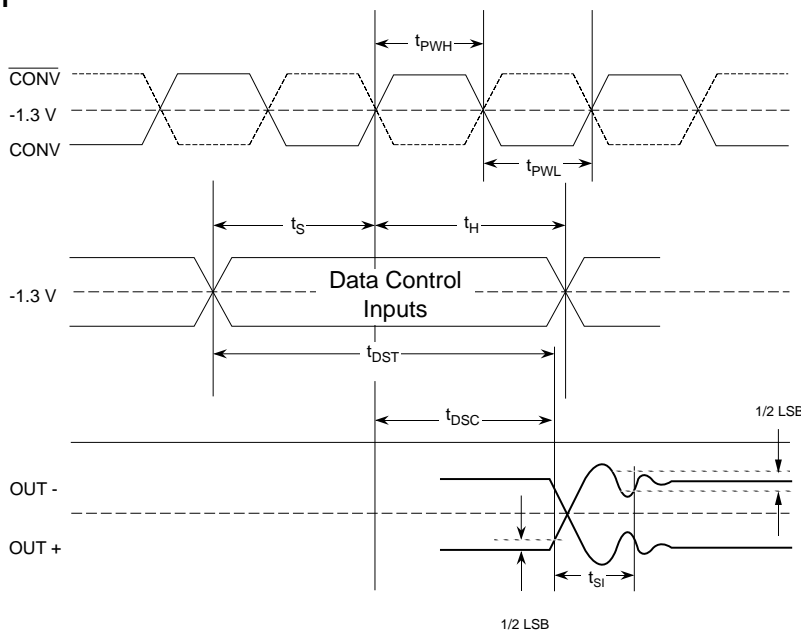 tPWH
CONV
-1.3 V
CONV
tPWL
tS
tH
-1.3 V
Data Control
Inputs
tDST
tDSC
1/2 LSB
OUT -
OUT +
tSI
1/2 LSB